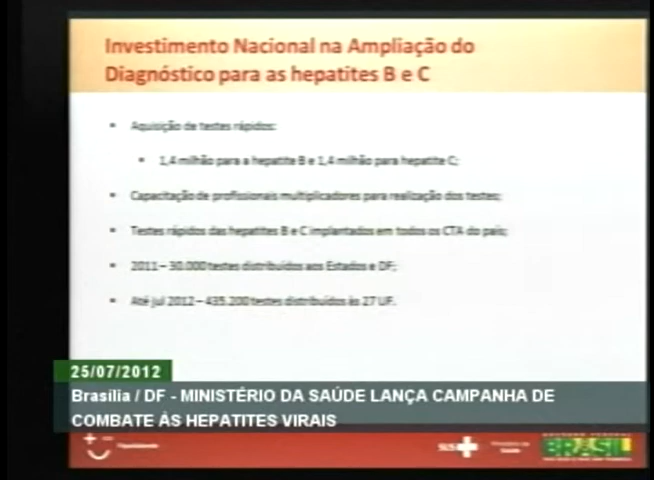 Investimento Nacional na Ampliação do
Diagnóstico para as hepatites B e C
• Aquisição de testes rápidos:
• 1,4 milhão para a hepatite B e 1,4 milhão para hepatite C;
• Capacitação de profissionais multiplicadores para realização dos testes;
• Testes rápidos das hepatites B e C implantados em todos os CTA do país;
• 2011 – 30.000 testes distribuídos aos Estados e DF;
• Até jul 2012 – 435.200 testes distribuídos às 27 UF.
25/07/2012
Brasília / DF - MINISTÉRIO DA SAÚDE LANÇA CAMPANHA DE
COMBATE ÀS HEPATITES VIRAIS
SUS
Ministério da
Saúde
BRASIL